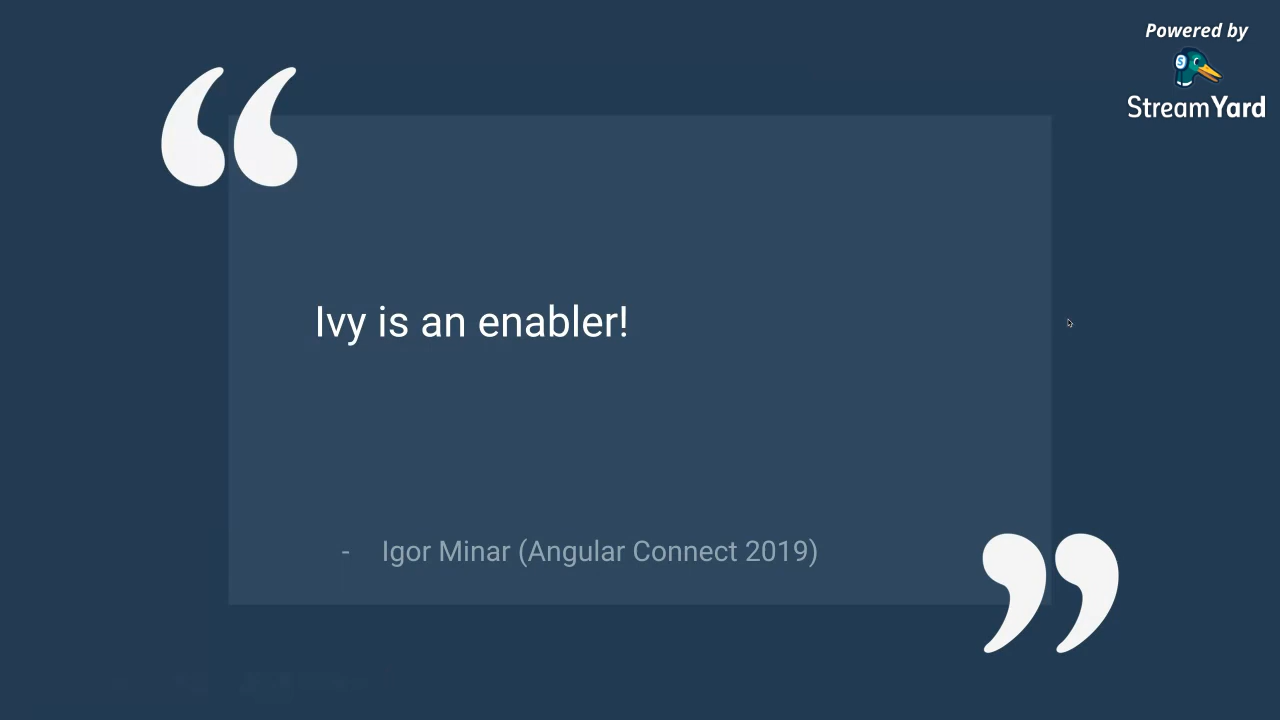 Powered by
StreamYard
“
Ivy is an enabler!
- Igor Minar (Angular Connect 2019)
”